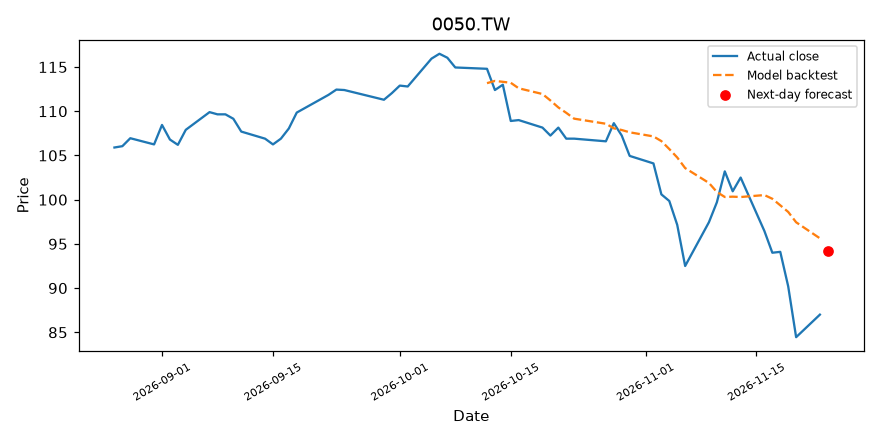 0050.TW
Actual close
Model backtest
Next-day forecast
Price
115
110
105
100
95
90
85
2026-09-01
2026-09-15
2026-10-01
2026-10-15
2026-11-01
2026-11-15
Date